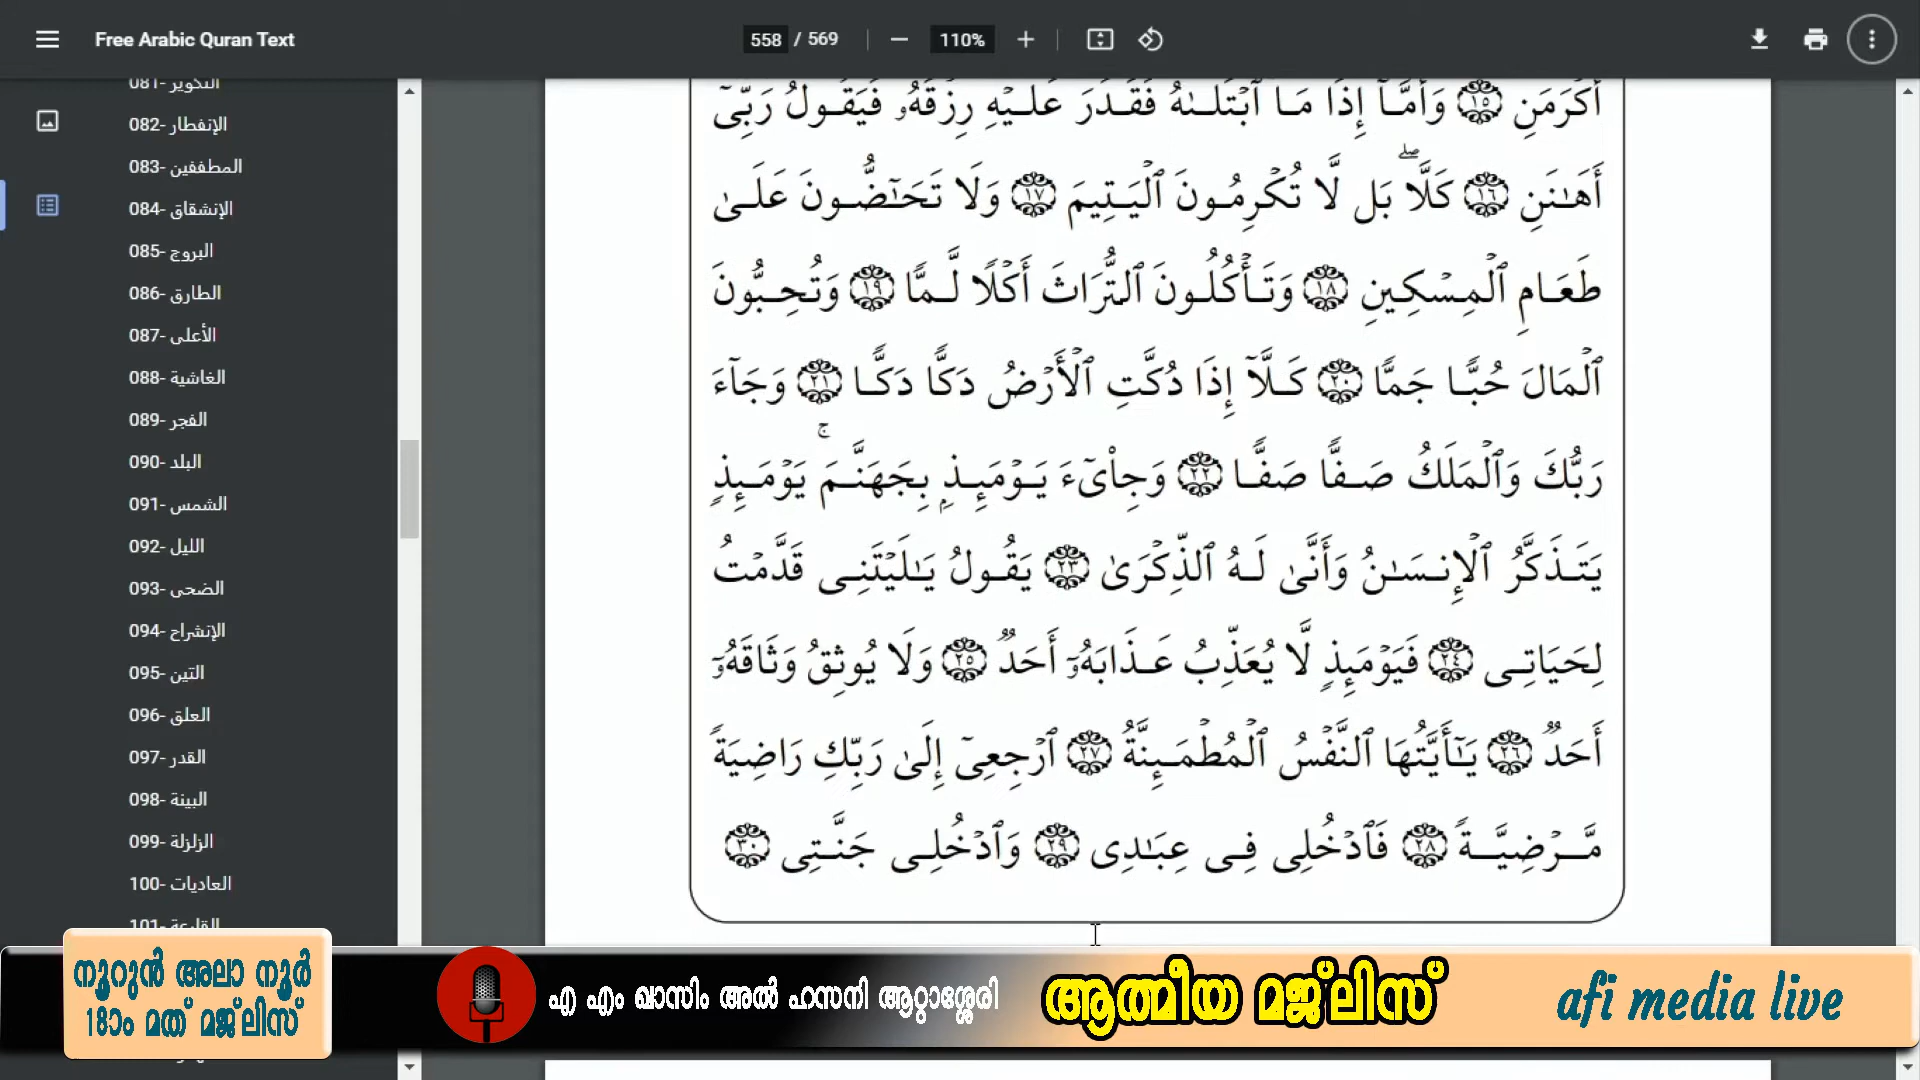 Free Arabic Quran Text
558 / 569
110%
081- التكوير
082- الإنفطار
083- المطففين
084- الإنشقاق
085- البروج
086- الطارق
087- الأعلى
088- الغاشية
089- الفجر
090- البلد
091- الشمس
092- الليل
093- الضحى
094- الإنشراح
095- التين
096- العلق
097- القدر
098- البينة
099- الزلزلة
100- العاديات
101- القارعة
أَكْرَمَنِ ١٥ وَأَمَّآ إِذَا مَا ٱبْتَلَىٰهُ فَقَدَرَ عَلَيْهِ رِزْقَهُۥ فَيَقُولُ رَبِّىٓ
أَهَـٰنَنِ ١٦ كَلَّا ۖ بَل لَّا تُكْرِمُونَ ٱلْيَتِيمَ ١٧ وَلَا تَحَـٰٓضُّونَ عَلَىٰ
طَعَامِ ٱلْمِسْكِينِ ١٨ وَتَأْكُلُونَ ٱلتُّرَاثَ أَكْلًا لَّمًّا ١٩ وَتُحِبُّونَ
ٱلْمَالَ حُبًّا جَمًّا ٢٠ كَلَّآ إِذَا دُكَّتِ ٱلْأَرْضُ دَكًّا دَكًّا ٢١ وَجَآءَ
رَبُّكَ وَٱلْمَلَكُ صَفًّا صَفًّا ٢٢ وَجِا۟ىٓءَ يَوْمَئِذٍۭ بِجَهَنَّمَ ۚ يَوْمَئِذٍ
يَتَذَكَّرُ ٱلْإِنسَـٰنُ وَأَنَّىٰ لَهُ ٱلذِّكْرَىٰ ٢٣ يَقُولُ يَـٰلَيْتَنِى قَدَّمْتُ
لِحَيَاتِى ٢٤ فَيَوْمَئِذٍ لَّا يُعَذِّبُ عَذَابَهُۥٓ أَحَدٌ ٢٥ وَلَا يُوثِقُ وَثَاقَهُۥٓ
أَحَدٌ ٢٦ يَـٰٓأَيَّتُهَا ٱلنَّفْسُ ٱلْمُطْمَئِنَّةُ ٢٧ ٱرْجِعِىٓ إِلَىٰ رَبِّكِ رَاضِيَةً
مَّرْضِيَّةً ٢٨ فَٱدْخُلِى فِى عِبَـٰدِى ٢٩ وَٱدْخُلِى جَنَّتِى ٣٠
നൂറുൻ അലാ നൂർ
18ാം മത് മജ്‌ലിസ്
എ എം ഖാസിം അൽ ഹസനി ആറ്റാശ്ശേരി
ആത്മീയ മജ്‌ലിസ്
afi media live